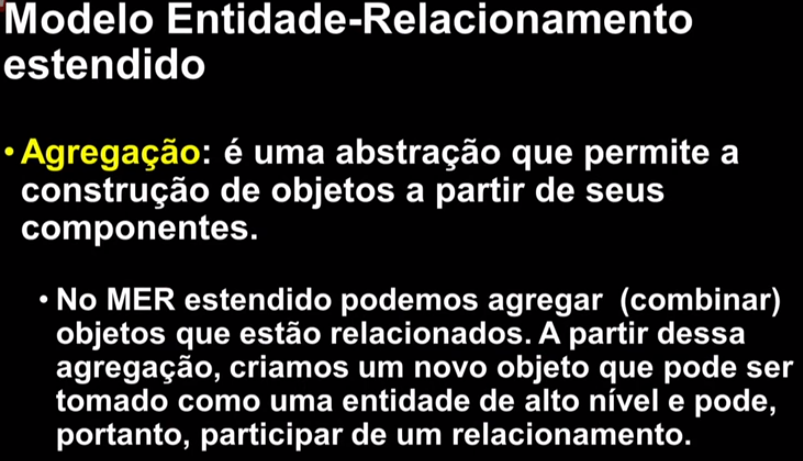 Modelo Entidade-Relacionamento
estendido
• Agregação: é uma abstração que permite a
construção de objetos a partir de seus
componentes.
• No MER estendido podemos agregar (combinar)
objetos que estão relacionados. A partir dessa
agregação, criamos um novo objeto que pode ser
tomado como uma entidade de alto nível e pode,
portanto, participar de um relacionamento.